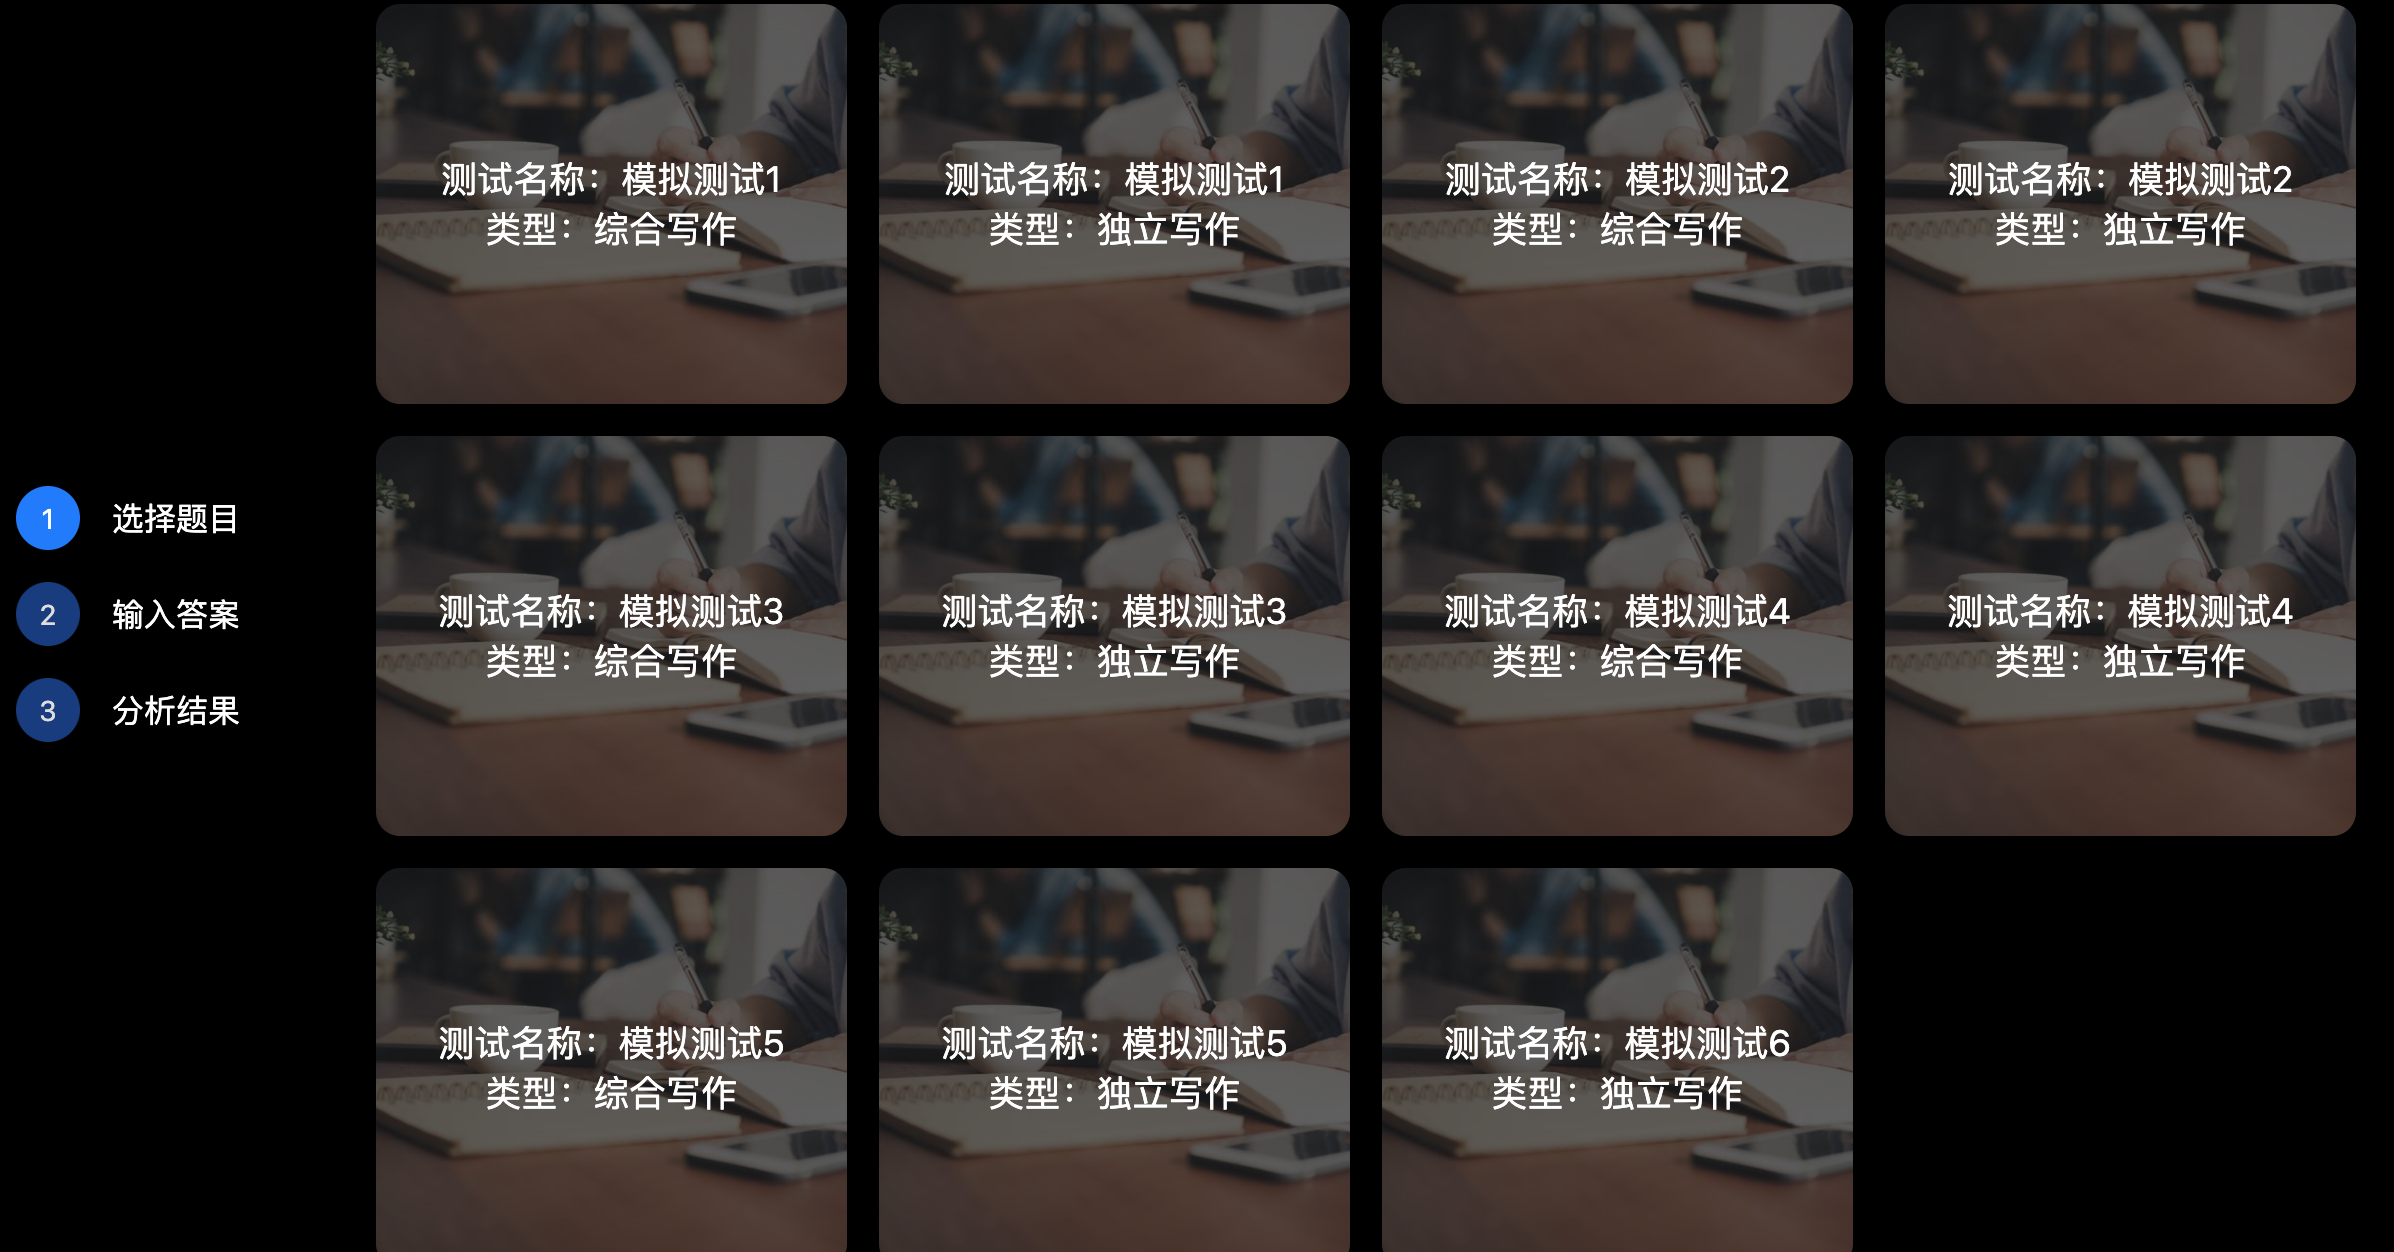 1 选择题目
2 输入答案
3 分析结果
测试名称：模拟测试1
类型：综合写作
测试名称：模拟测试1
类型：独立写作
测试名称：模拟测试2
类型：综合写作
测试名称：模拟测试2
类型：独立写作
测试名称：模拟测试3
类型：综合写作
测试名称：模拟测试3
类型：独立写作
测试名称：模拟测试4
类型：综合写作
测试名称：模拟测试4
类型：独立写作
测试名称：模拟测试5
类型：综合写作
测试名称：模拟测试5
类型：独立写作
测试名称：模拟测试6
类型：独立写作